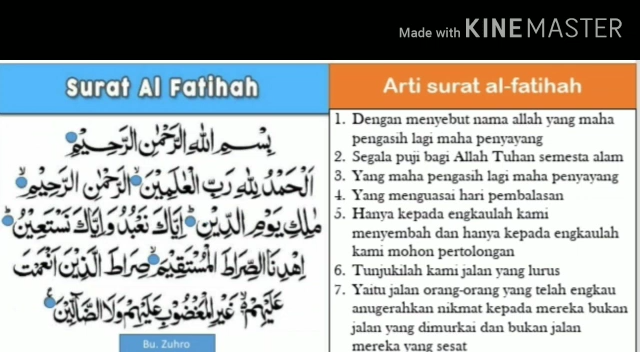 Made with KINEMASTER
Surat Al Fatihah
بِسْمِ اللهِ الرَّحْمٰنِ الرَّحِيْمِ
اَلْحَمْدُ لِلّٰهِ رَبِّ الْعٰلَمِيْنَ الرَّحْمٰنِ الرَّحِيْمِ
مٰلِكِ يَوْمِ الدِّيْنِ اِيَّاكَ نَعْبُدُ وَاِيَّاكَ نَسْتَعِيْنُ
اِهْدِنَا الصِّرَاطَ الْمُسْتَقِيْمَ صِرَاطَ الَّذِيْنَ اَنْعَمْتَ
عَلَيْهِمْ غَيْرِ الْمَغْضُوْبِ عَلَيْهِمْ وَلَا الضَّآلِّيْنَ
Bu. Zuhro
Arti surat al-fatihah
1. Dengan menyebut nama allah yang maha
pengasih lagi maha penyayang
2. Segala puji bagi Allah Tuhan semesta alam
3. Yang maha pengasih lagi maha penyayang
4. Yang menguasai hari pembalasan
5. Hanya kepada engkaulah kami
menyembah dan hanya kepada engkaulah
kami mohon pertolongan
6. Tunjukilah kami jalan yang lurus
7. Yaitu jalan orang-orang yang telah engkau
anugerahkan nikmat kepada mereka bukan
jalan yang dimurkai dan bukan jalan
mereka yang sesat